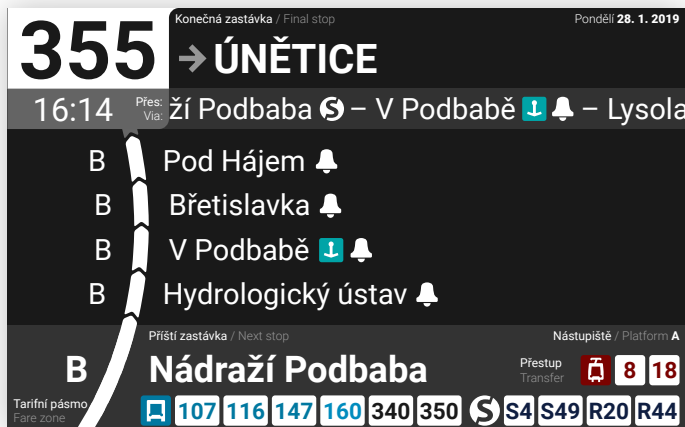 355
Konečná zastávka / Final stop
Pondělí 28. 1. 2019
→ ÚNĚTICE
16:14
Přes:
Via:
ží Podbaba S – V Podbabě – Lysola
B Pod Hájem
B Břetislavka
B V Podbabě
B Hydrologický ústav
Příští zastávka / Next stop
Nástupiště / Platform A
B Nádraží Podbaba
Přestup
Transfer
8 18
Tarifní pásmo
Fare zone
107 116 147 160 340 350 S S4 S49 R20 R44